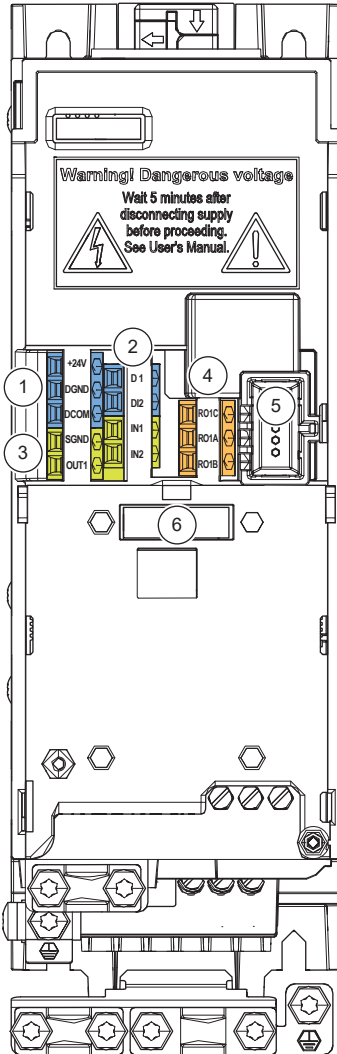 Warning! Dangerous voltage
Wait 5 minutes after
disconnecting supply
before proceeding.
See User's Manual.
2
+24V
D 1
1
DGND
DI2
4
RO1C
5
DCOM
IN1
RO1A
3
SGND
IN2
RO1B
OUT1
6